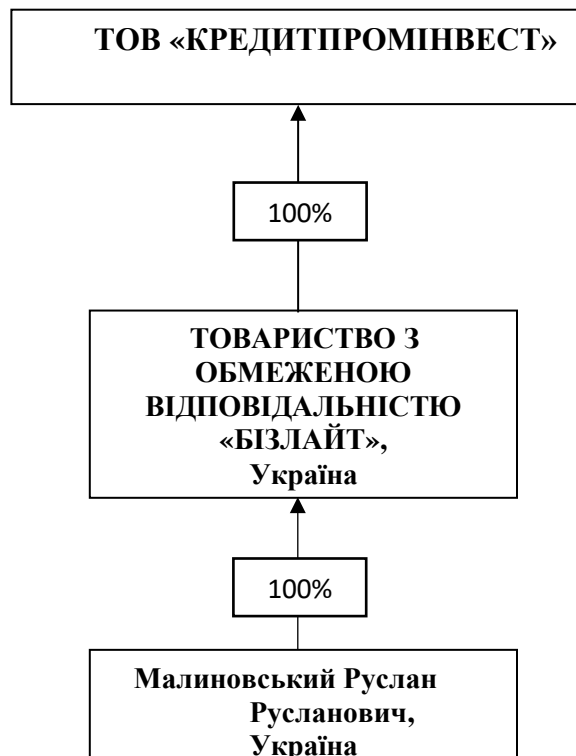 ТОВ «КРЕДИТПРОМІНВЕСТ»
100%
ТОВАРИСТВО З
ОБМЕЖЕНОЮ
ВІДПОВІДАЛЬНІСТЮ
«БІЗЛАЙТ»,
Україна
100%
Малиновський Руслан
Русланович,
Україна